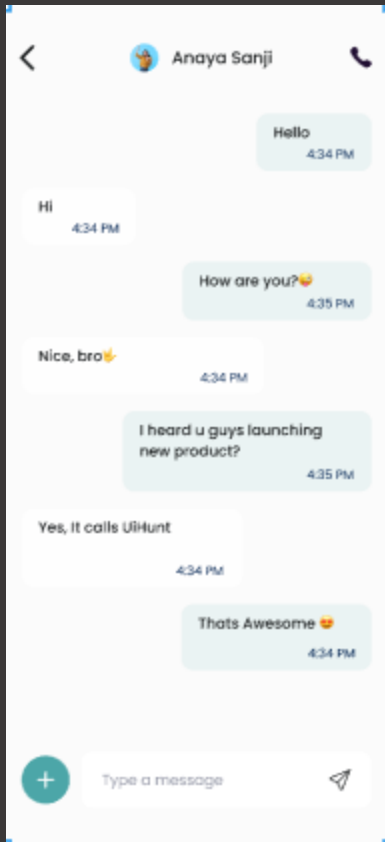 Anaya Sanji
Hello
4:34 PM
Hi
4:34 PM
How are you?😜
4:35 PM
Nice, bro🤟
4:34 PM
I heard u guys launching
new product?
4:35 PM
Yes, It calls UiHunt
4:34 PM
Thats Awesome 😍
4:34 PM
Type a message